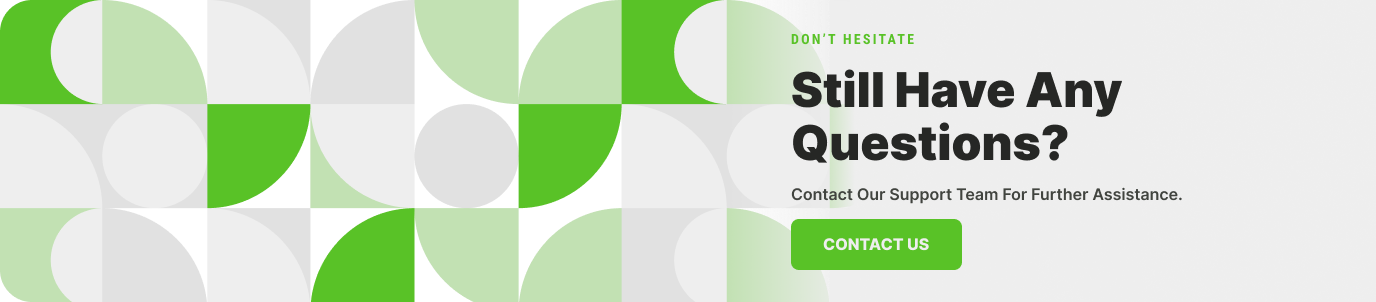 DON’T HESITATE
Still Have Any
Questions?
Contact Our Support Team For Further Assistance.
CONTACT US